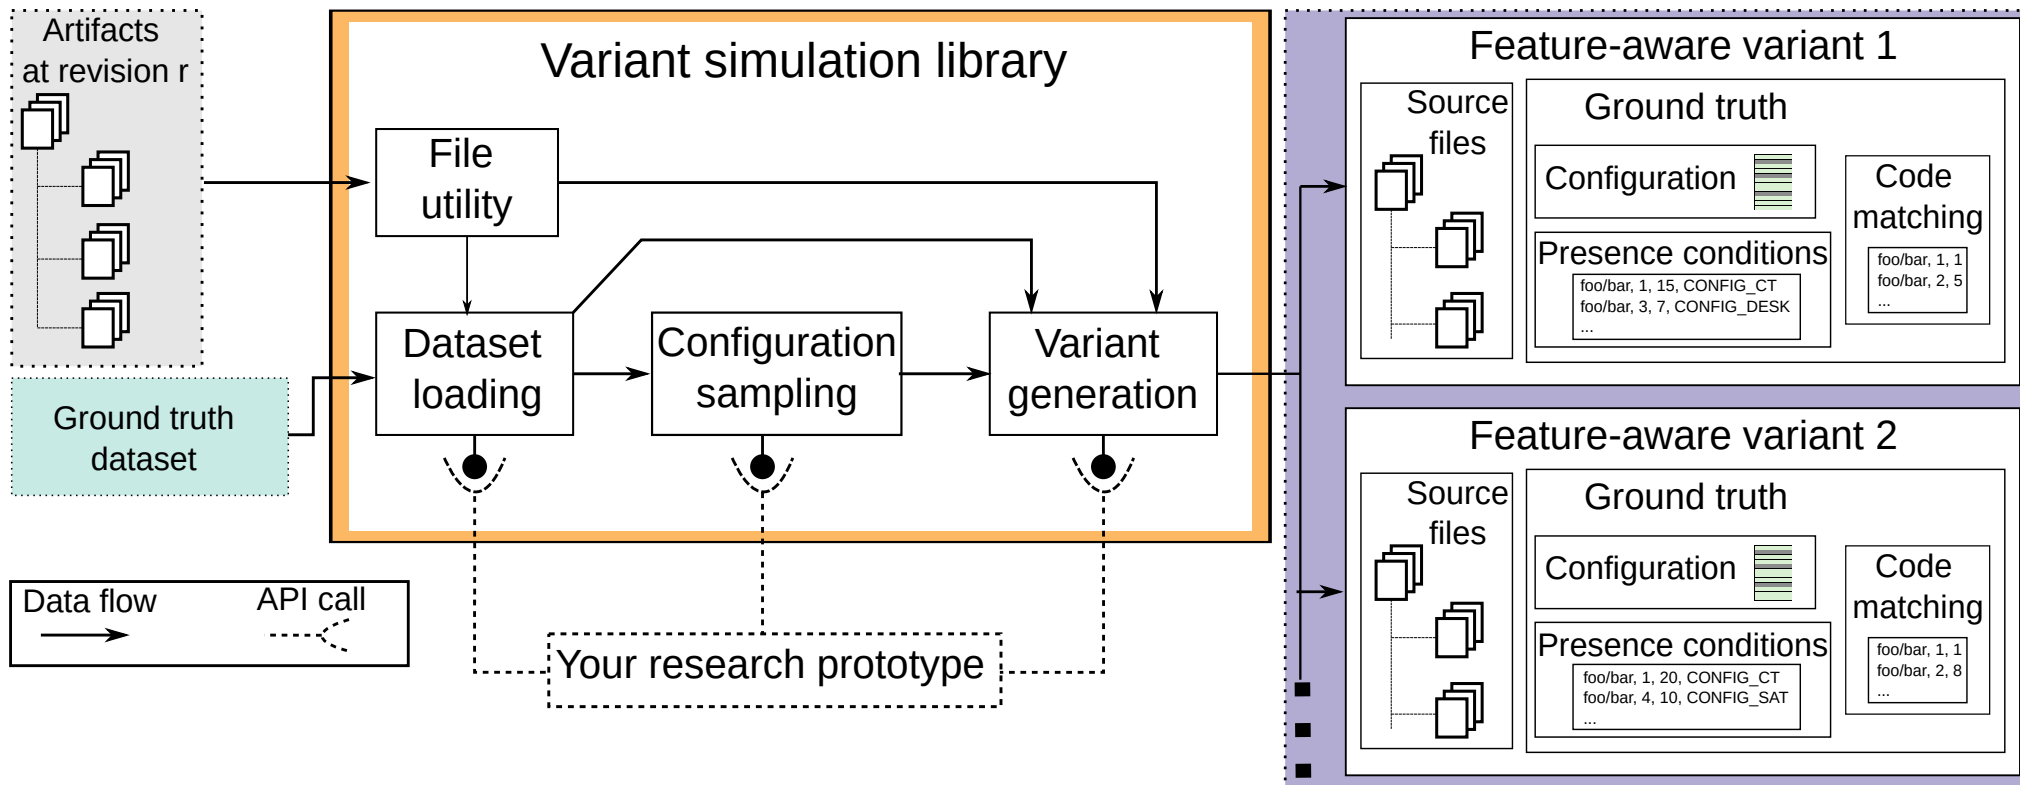 Artifacts
at revision r
Ground truth
dataset
Data flow
API call
Variant simulation library
File
utility
Dataset
loading
Configuration
sampling
Variant
generation
Your research prototype
Feature-aware variant 1
Source
files
Ground truth
Configuration
Presence conditions
foo/bar, 1, 15, CONFIG_CT
foo/bar, 3, 7, CONFIG_DESK
...
Code
matching
foo/bar, 1, 1
foo/bar, 2, 5
...
Feature-aware variant 2
Source
files
Ground truth
Configuration
Presence conditions
foo/bar, 1, 20, CONFIG_CT
foo/bar, 4, 10, CONFIG_SAT
...
Code
matching
foo/bar, 1, 1
foo/bar, 2, 8
...